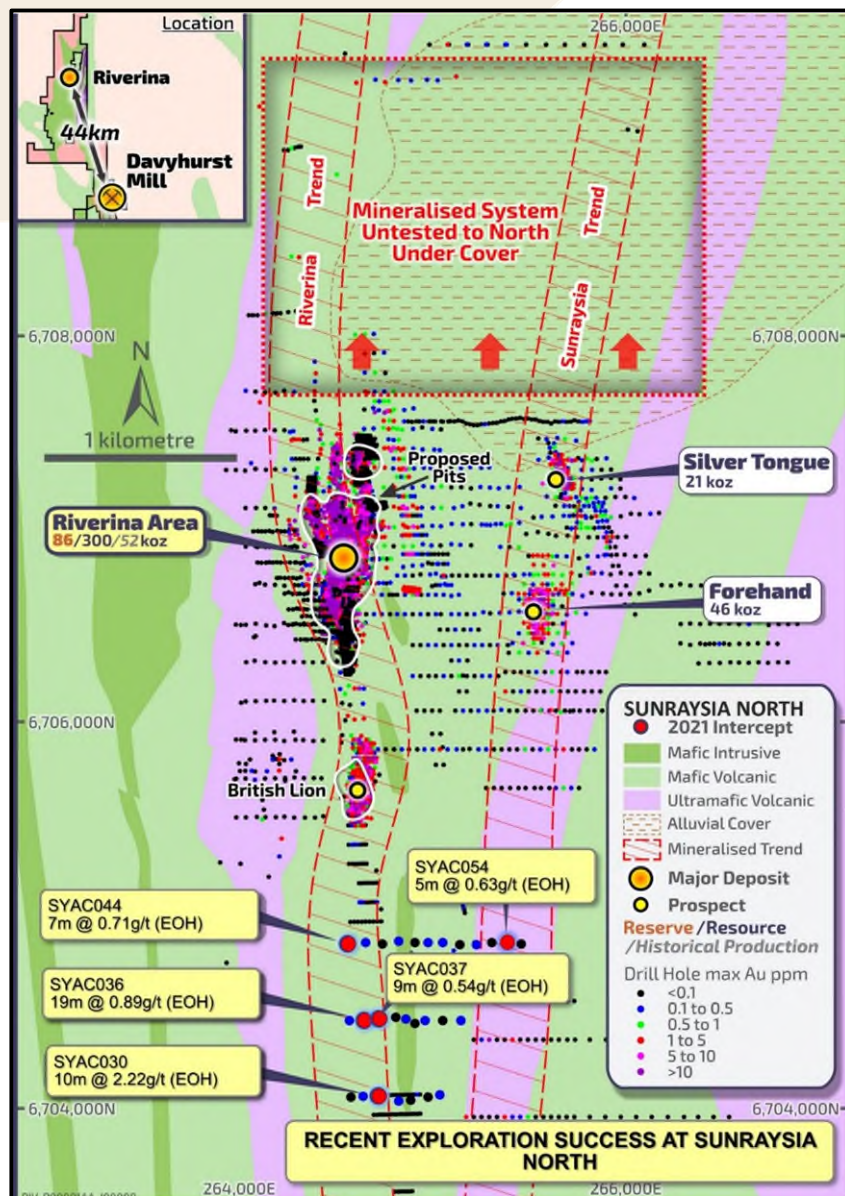 Location
Riverina
44km
Davyhurst
Mill
266,000E
Riverina Trend
Sunraysia Trend
Mineralised System
Untested to North
Under Cover
6,708,000N
6,708,000N
N
1 kilometre
Proposed
Pits
Silver Tongue
21 koz
Riverina Area
86/300/52 koz
Forehand
46 koz
6,706,000N
British Lion
SUNRAYSIA NORTH
2021 Intercept
Mafic Intrusive
Mafic Volcanic
Ultramafic Volcanic
Alluvial Cover
Mineralised Trend
Major Deposit
Prospect
Reserve /Resource
/Historical Production
Drill Hole max Au ppm
<0.1
0.1 to 0.5
0.5 to 1
1 to 5
5 to 10
>10
SYAC054
5m @ 0.63g/t (EOH)
SYAC044
7m @ 0.71g/t (EOH)
SYAC037
9m @ 0.54g/t (EOH)
SYAC036
19m @ 0.89g/t (EOH)
SYAC030
10m @ 2.22g/t (EOH)
6,704,000N
6,704,000N
RECENT EXPLORATION SUCCESS AT SUNRAYSIA
NORTH
264,000E
266,000E